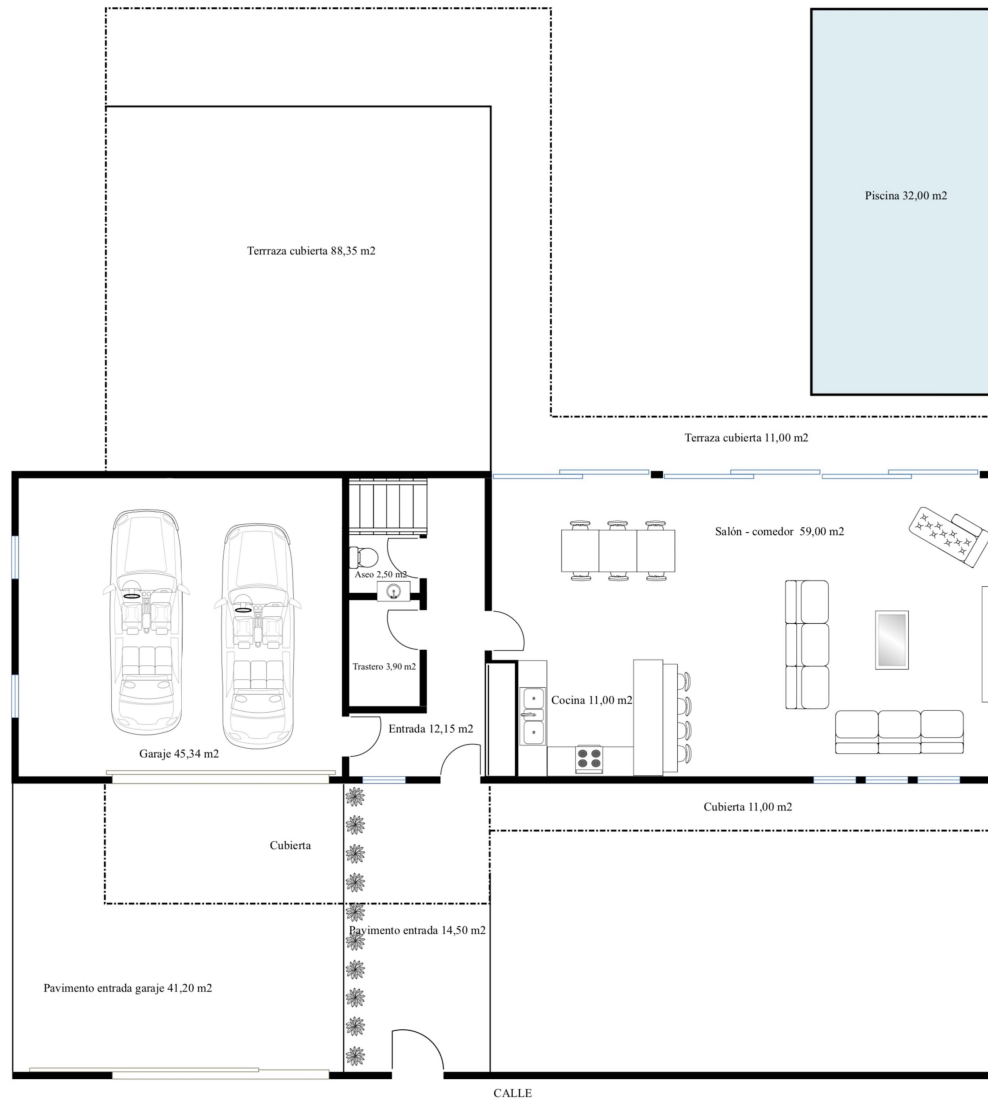 Piscina 32,00 m2
Terrraza cubierta 88,35 m2
Terraza cubierta 11,00 m2
Salón - comedor 59,00 m2
Aseo 2,50 m2
Trastero 3,90 m2
Cocina 11,00 m2
Entrada 12,15 m2
Garaje 45,34 m2
Cubierta 11,00 m2
Cubierta
Pavimento entrada 14,50 m2
Pavimento entrada garaje 41,20 m2
CALLE